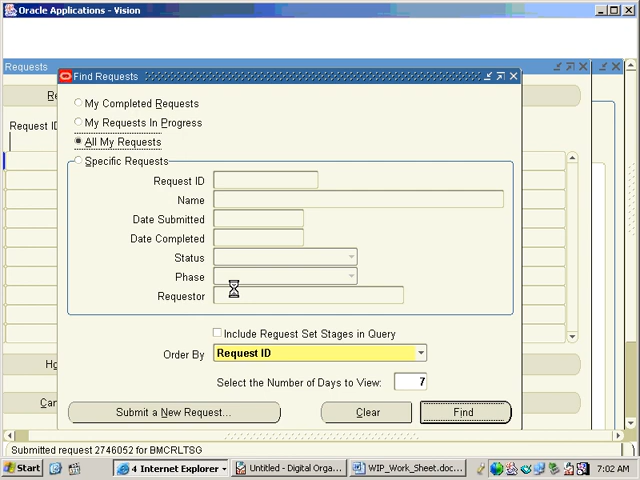 Oracle Applications - Vision
Requests
Find Requests
My Completed Requests
My Requests In Progress
All My Requests
Specific Requests
Request ID
Request ID
Name
Date Submitted
Date Completed
Status
Phase
Requestor
Include Request Set Stages in Query
Order By Request ID
Select the Number of Days to View: 7
Submit a New Request... Clear Find
Submitted request 2746052 for BMCRLTSG
Start 4 Internet Explorer Untitled - Digital Orga... WIP_Work_Sheet.doc... 7:02 AM